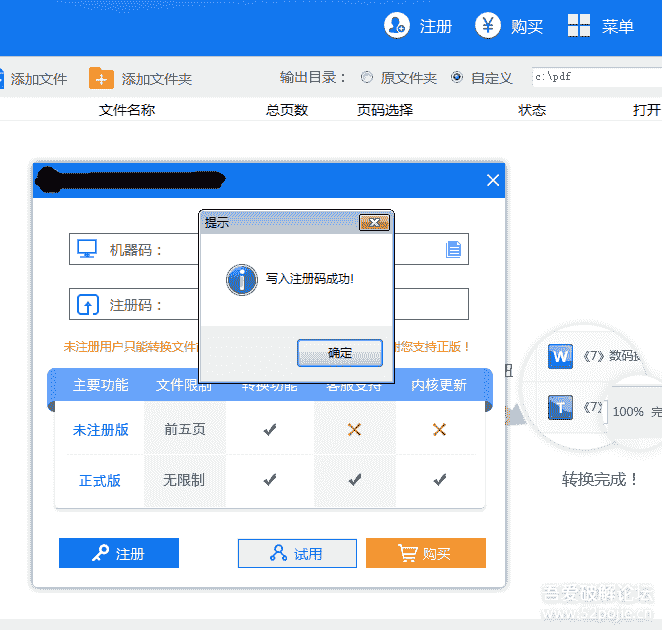 注册 购买 菜单
添加文件 添加文件夹 输出目录： 原文件夹 自定义 c:\pdf
文件名称 总页数 页码选择 状态 打开
提示
机器码：
写入注册码成功!
注册码：
未注册用户只能转换文件 您支持正版！
确定
主要功能 文件限制 转换功能 客服支持 内核更新
未注册版 前五页
正式版 无限制
注册 试用 购买
W 《7》数码
T 《7》
100% 完
转换完成！
吾爱破解论坛
www.52pojie.cn